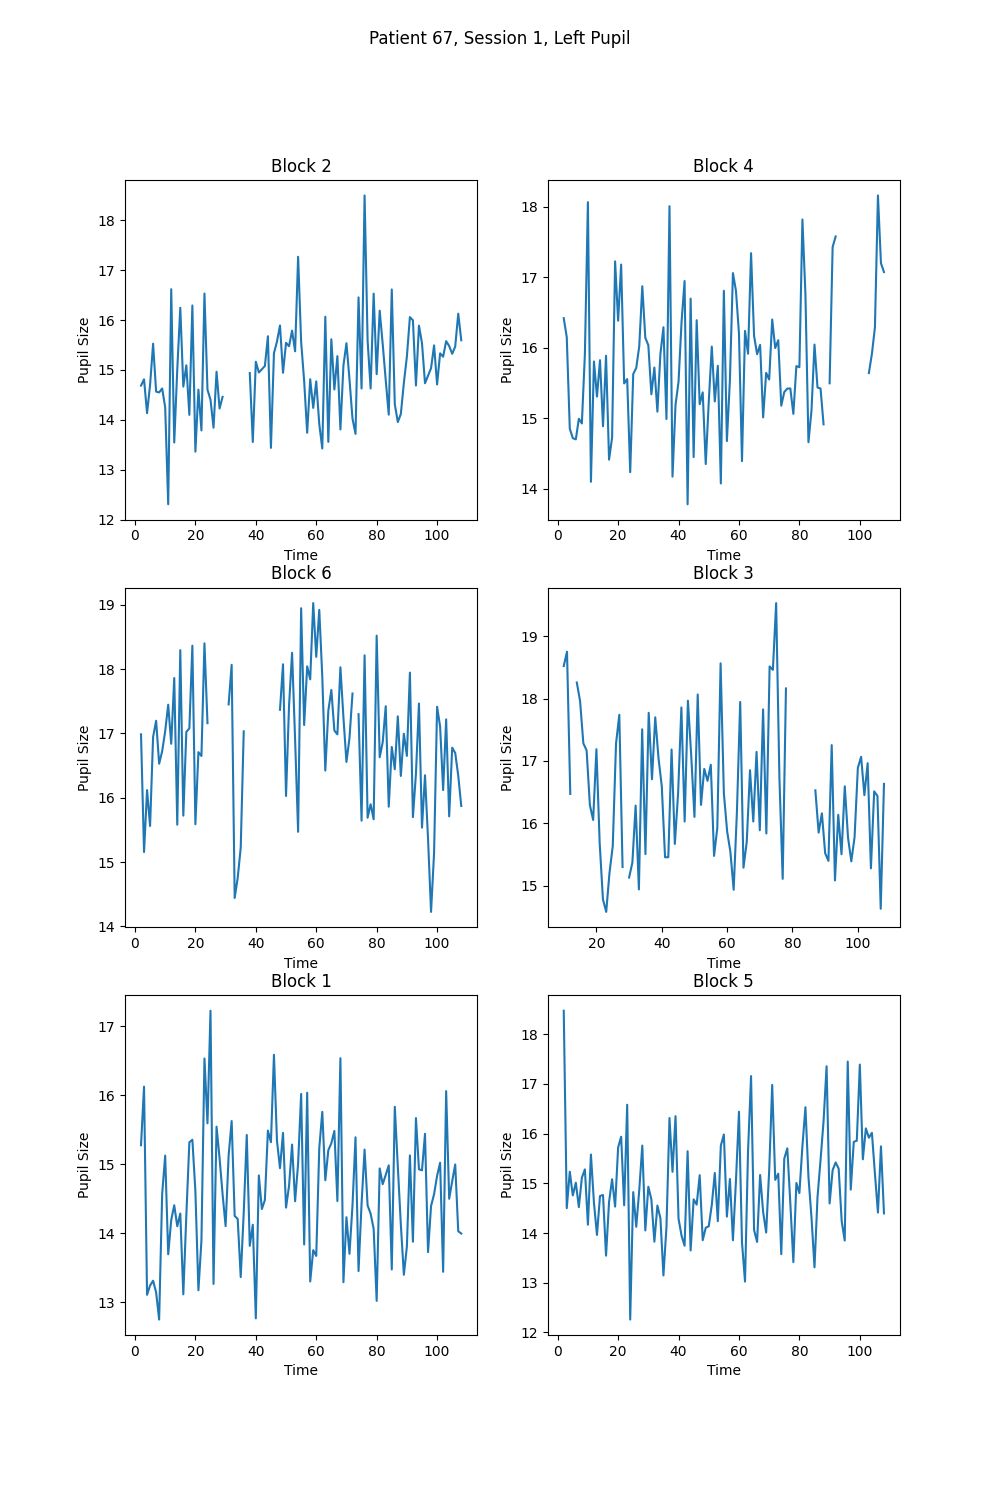 Patient 67, Session 1, Left Pupil
Block 2
Pupil Size
18
17
16
15
14
13
12
0 20 40 60 80 100
Time
Block 4
Pupil Size
18
17
16
15
14
0 20 40 60 80 100
Time
Block 6
Pupil Size
19
18
17
16
15
14
0 20 40 60 80 100
Time
Block 3
Pupil Size
19
18
17
16
15
20 40 60 80 100
Time
Block 1
Pupil Size
17
16
15
14
13
0 20 40 60 80 100
Time
Block 5
Pupil Size
18
17
16
15
14
13
12
0 20 40 60 80 100
Time